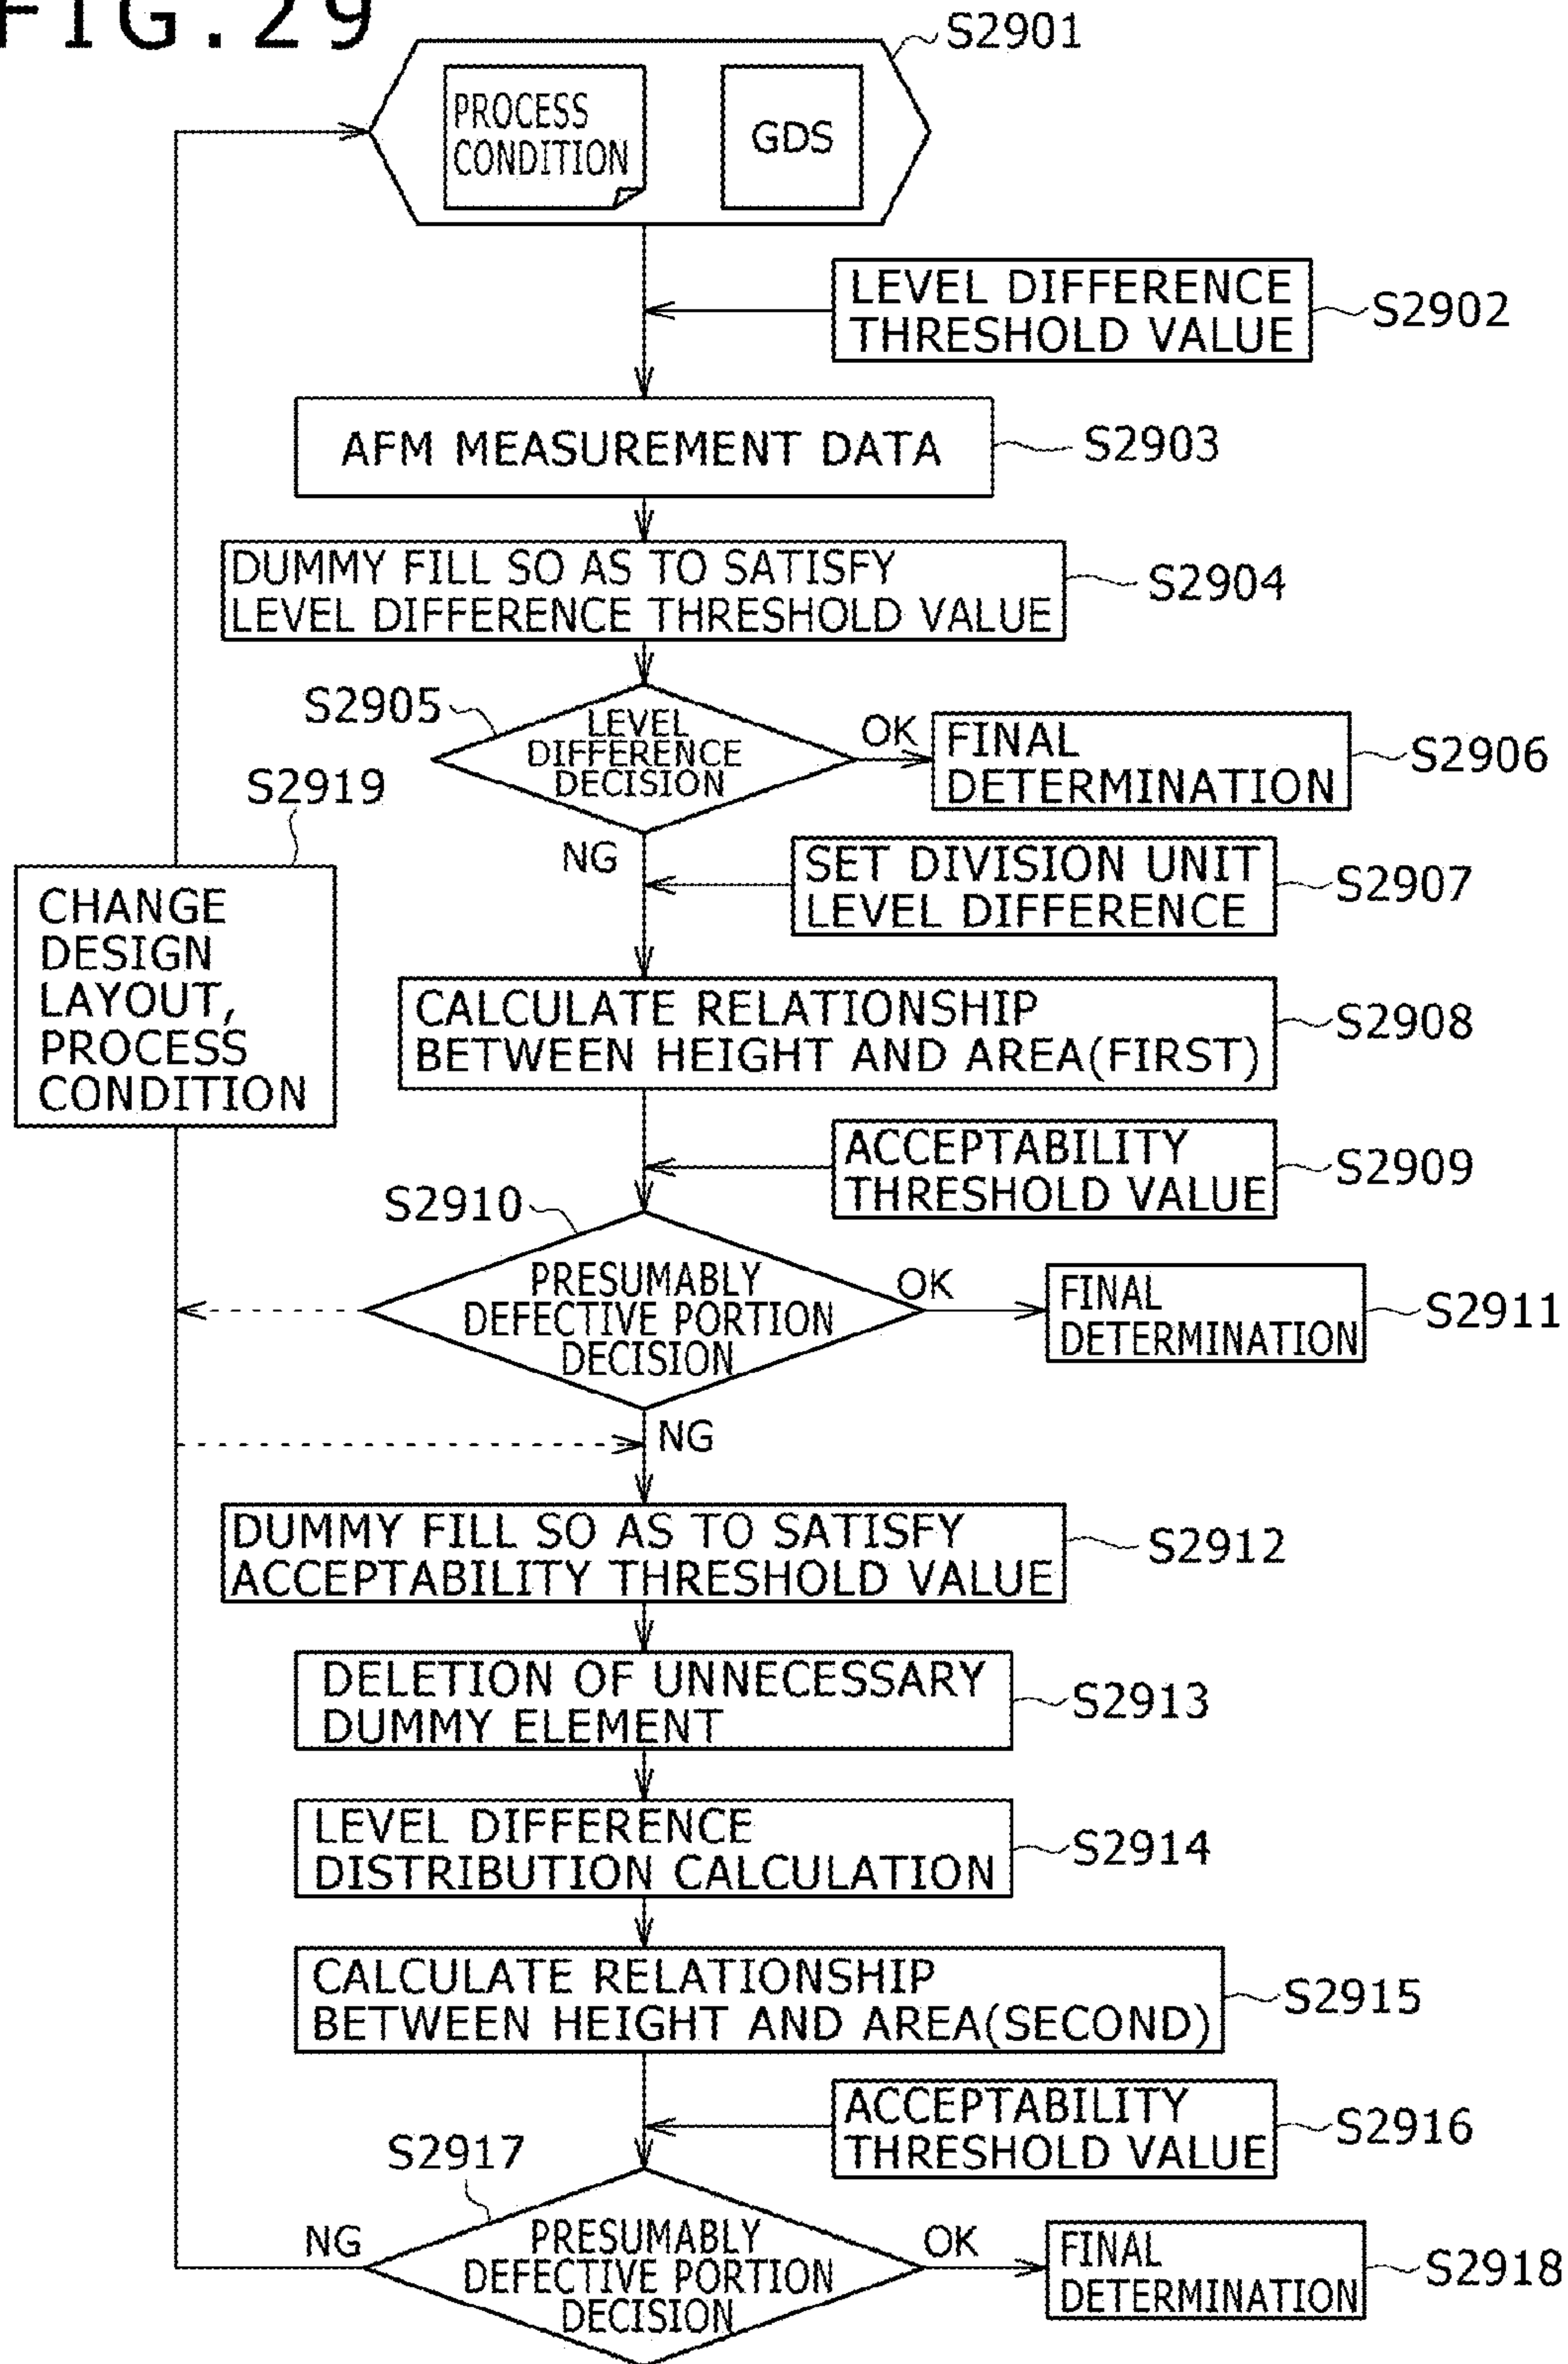 FIG.29
S2901
PROCESS
CONDITION
GDS
LEVEL DIFFERENCE
THRESHOLD VALUE
S2902
AFM MEASUREMENT DATA
S2903
DUMMY FILL SO AS TO SATISFY
LEVEL DIFFERENCE THRESHOLD VALUE
S2904
S2905
LEVEL
DIFFERENCE
DECISION
OK
FINAL
DETERMINATION
S2906
S2919
NG
SET DIVISION UNIT
LEVEL DIFFERENCE
S2907
CHANGE
DESIGN
LAYOUT,
PROCESS
CONDITION
CALCULATE RELATIONSHIP
BETWEEN HEIGHT AND AREA(FIRST)
S2908
ACCEPTABILITY
THRESHOLD VALUE
S2909
S2910
PRESUMABLY
DEFECTIVE PORTION
DECISION
OK
FINAL
DETERMINATION
S2911
NG
DUMMY FILL SO AS TO SATISFY
ACCEPTABILITY THRESHOLD VALUE
S2912
DELETION OF UNNECESSARY
DUMMY ELEMENT
S2913
LEVEL DIFFERENCE
DISTRIBUTION CALCULATION
S2914
CALCULATE RELATIONSHIP
BETWEEN HEIGHT AND AREA(SECOND)
S2915
ACCEPTABILITY
THRESHOLD VALUE
S2916
S2917
NG
PRESUMABLY
DEFECTIVE PORTION
DECISION
OK
FINAL
DETERMINATION
S2918